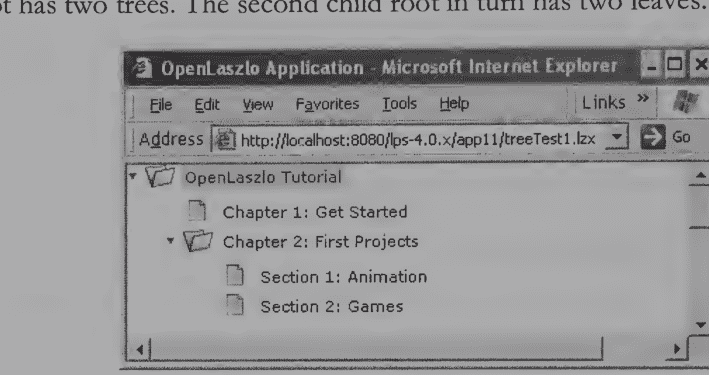 ot has two trees. The second child root in turn has two leaves.
OpenLaszlo Application - Microsoft Internet Explorer
File Edit View Favorites Tools Help Links »
Address http://localhost:8080/lps-4.0.x/app11/treeTest1.lzx Go
OpenLaszlo Tutorial
Chapter 1: Get Started
Chapter 2: First Projects
Section 1: Animation
Section 2: Games